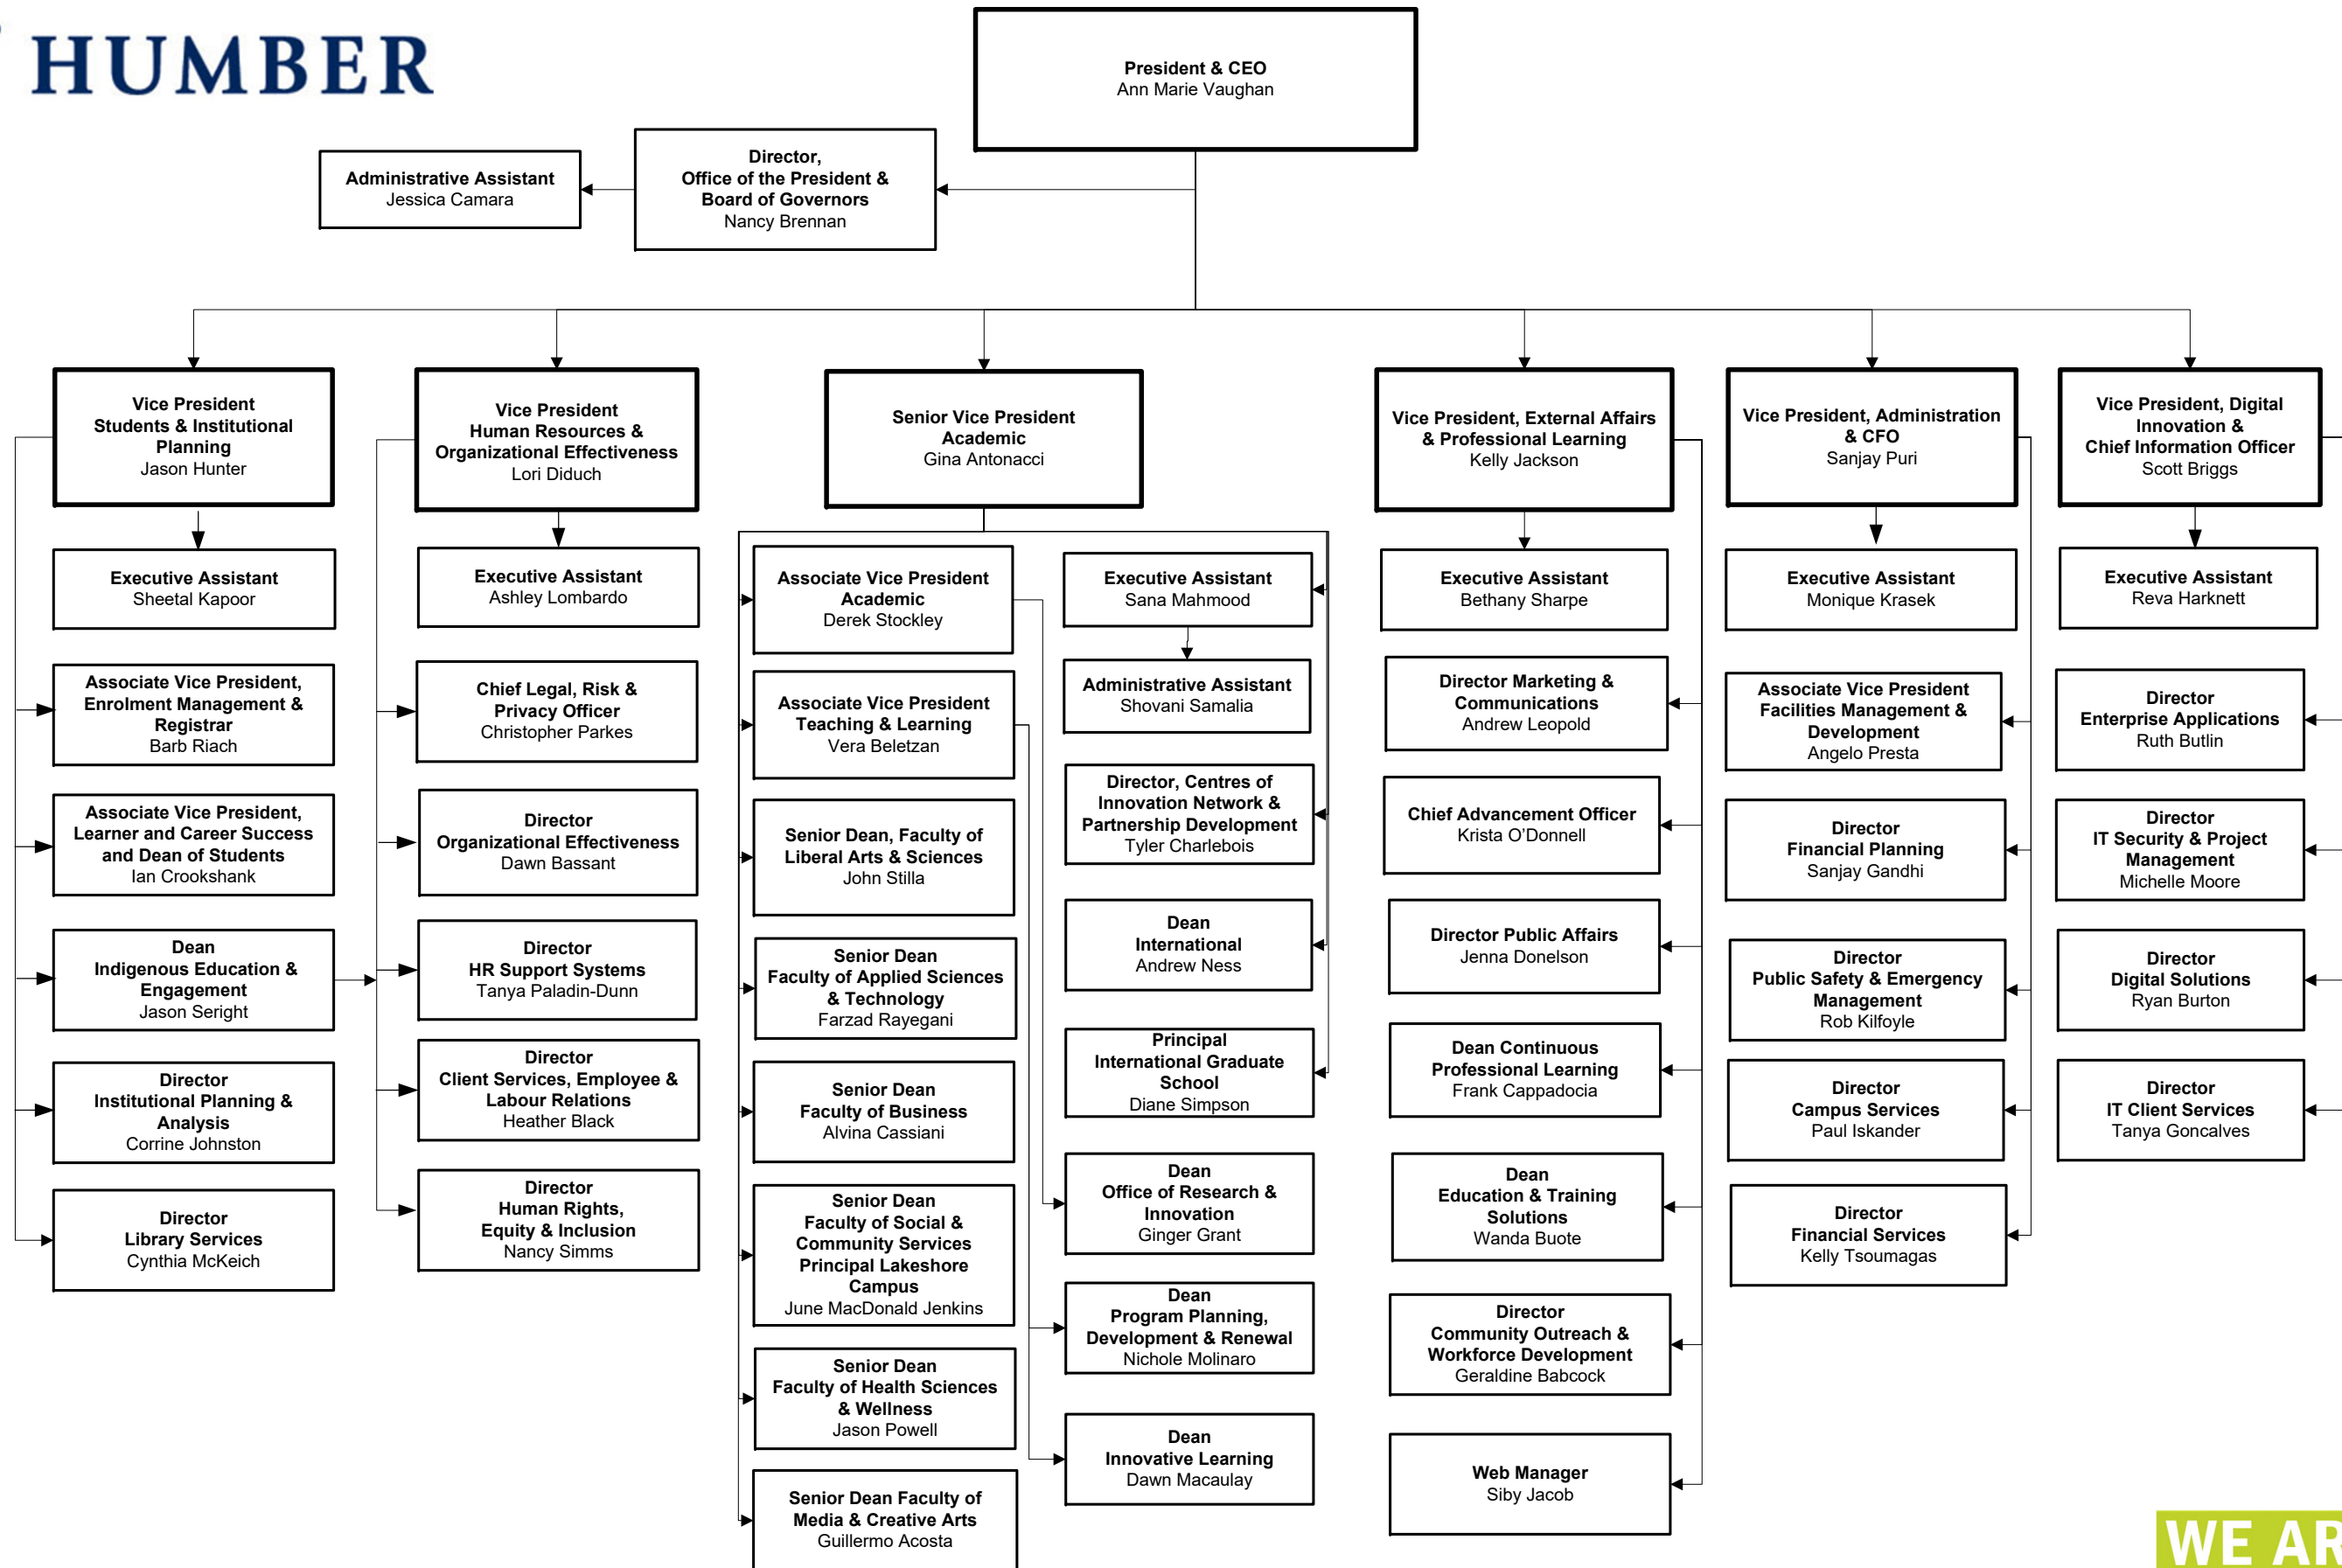 HUMBER
President & CEO
Ann Marie Vaughan
Director,
Office of the President &
Board of Governors
Nancy Brennan
Administrative Assistant
Jessica Camara
Vice President
Students & Institutional
Planning
Jason Hunter
Executive Assistant
Sheetal Kapoor
Associate Vice President,
Enrolment Management &
Registrar
Barb Riach
Associate Vice President,
Learner and Career Success
and Dean of Students
Ian Crookshank
Dean
Indigenous Education &
Engagement
Jason Seright
Director
Institutional Planning &
Analysis
Corrine Johnston
Director
Library Services
Cynthia McKeich
Vice President
Human Resources &
Organizational Effectiveness
Lori Diduch
Executive Assistant
Ashley Lombardo
Chief Legal, Risk &
Privacy Officer
Christopher Parkes
Director
Organizational Effectiveness
Dawn Bassant
Director
HR Support Systems
Tanya Paladin-Dunn
Director
Client Services, Employee &
Labour Relations
Heather Black
Director
Human Rights,
Equity & Inclusion
Nancy Simms
Senior Vice President
Academic
Gina Antonacci
Associate Vice President
Academic
Derek Stockley
Associate Vice President
Teaching & Learning
Vera Beletzan
Senior Dean, Faculty of
Liberal Arts & Sciences
John Stilla
Senior Dean
Faculty of Applied Sciences
& Technology
Farzad Rayegani
Senior Dean
Faculty of Business
Alvina Cassiani
Senior Dean
Faculty of Social &
Community Services
Principal Lakeshore
Campus
June MacDonald Jenkins
Senior Dean
Faculty of Health Sciences
& Wellness
Jason Powell
Senior Dean Faculty of
Media & Creative Arts
Guillermo Acosta
Executive Assistant
Sana Mahmood
Administrative Assistant
Shovani Samalia
Director, Centres of
Innovation Network &
Partnership Development
Tyler Charlebois
Dean
International
Andrew Ness
Principal
International Graduate
School
Diane Simpson
Dean
Office of Research &
Innovation
Ginger Grant
Dean
Program Planning,
Development & Renewal
Nichole Molinaro
Dean
Innovative Learning
Dawn Macaulay
Vice President, External Affairs
& Professional Learning
Kelly Jackson
Executive Assistant
Bethany Sharpe
Director Marketing &
Communications
Andrew Leopold
Chief Advancement Officer
Krista O'Donnell
Director Public Affairs
Jenna Donelson
Dean Continuous
Professional Learning
Frank Cappadocia
Dean
Education & Training
Solutions
Wanda Buote
Director
Community Outreach &
Workforce Development
Geraldine Babcock
Web Manager
Siby Jacob
Vice President, Administration
& CFO
Sanjay Puri
Executive Assistant
Monique Krasek
Associate Vice President
Facilities Management &
Development
Angelo Presta
Director
Financial Planning
Sanjay Gandhi
Director
Public Safety & Emergency
Management
Rob Kilfoyle
Director
Campus Services
Paul Iskander
Director
Financial Services
Kelly Tsoumagas
Vice President, Digital
Innovation &
Chief Information Officer
Scott Briggs
Executive Assistant
Reva Harknett
Director
Enterprise Applications
Ruth Butlin
Director
IT Security & Project
Management
Michelle Moore
Director
Digital Solutions
Ryan Burton
Director
IT Client Services
Tanya Goncalves
WE